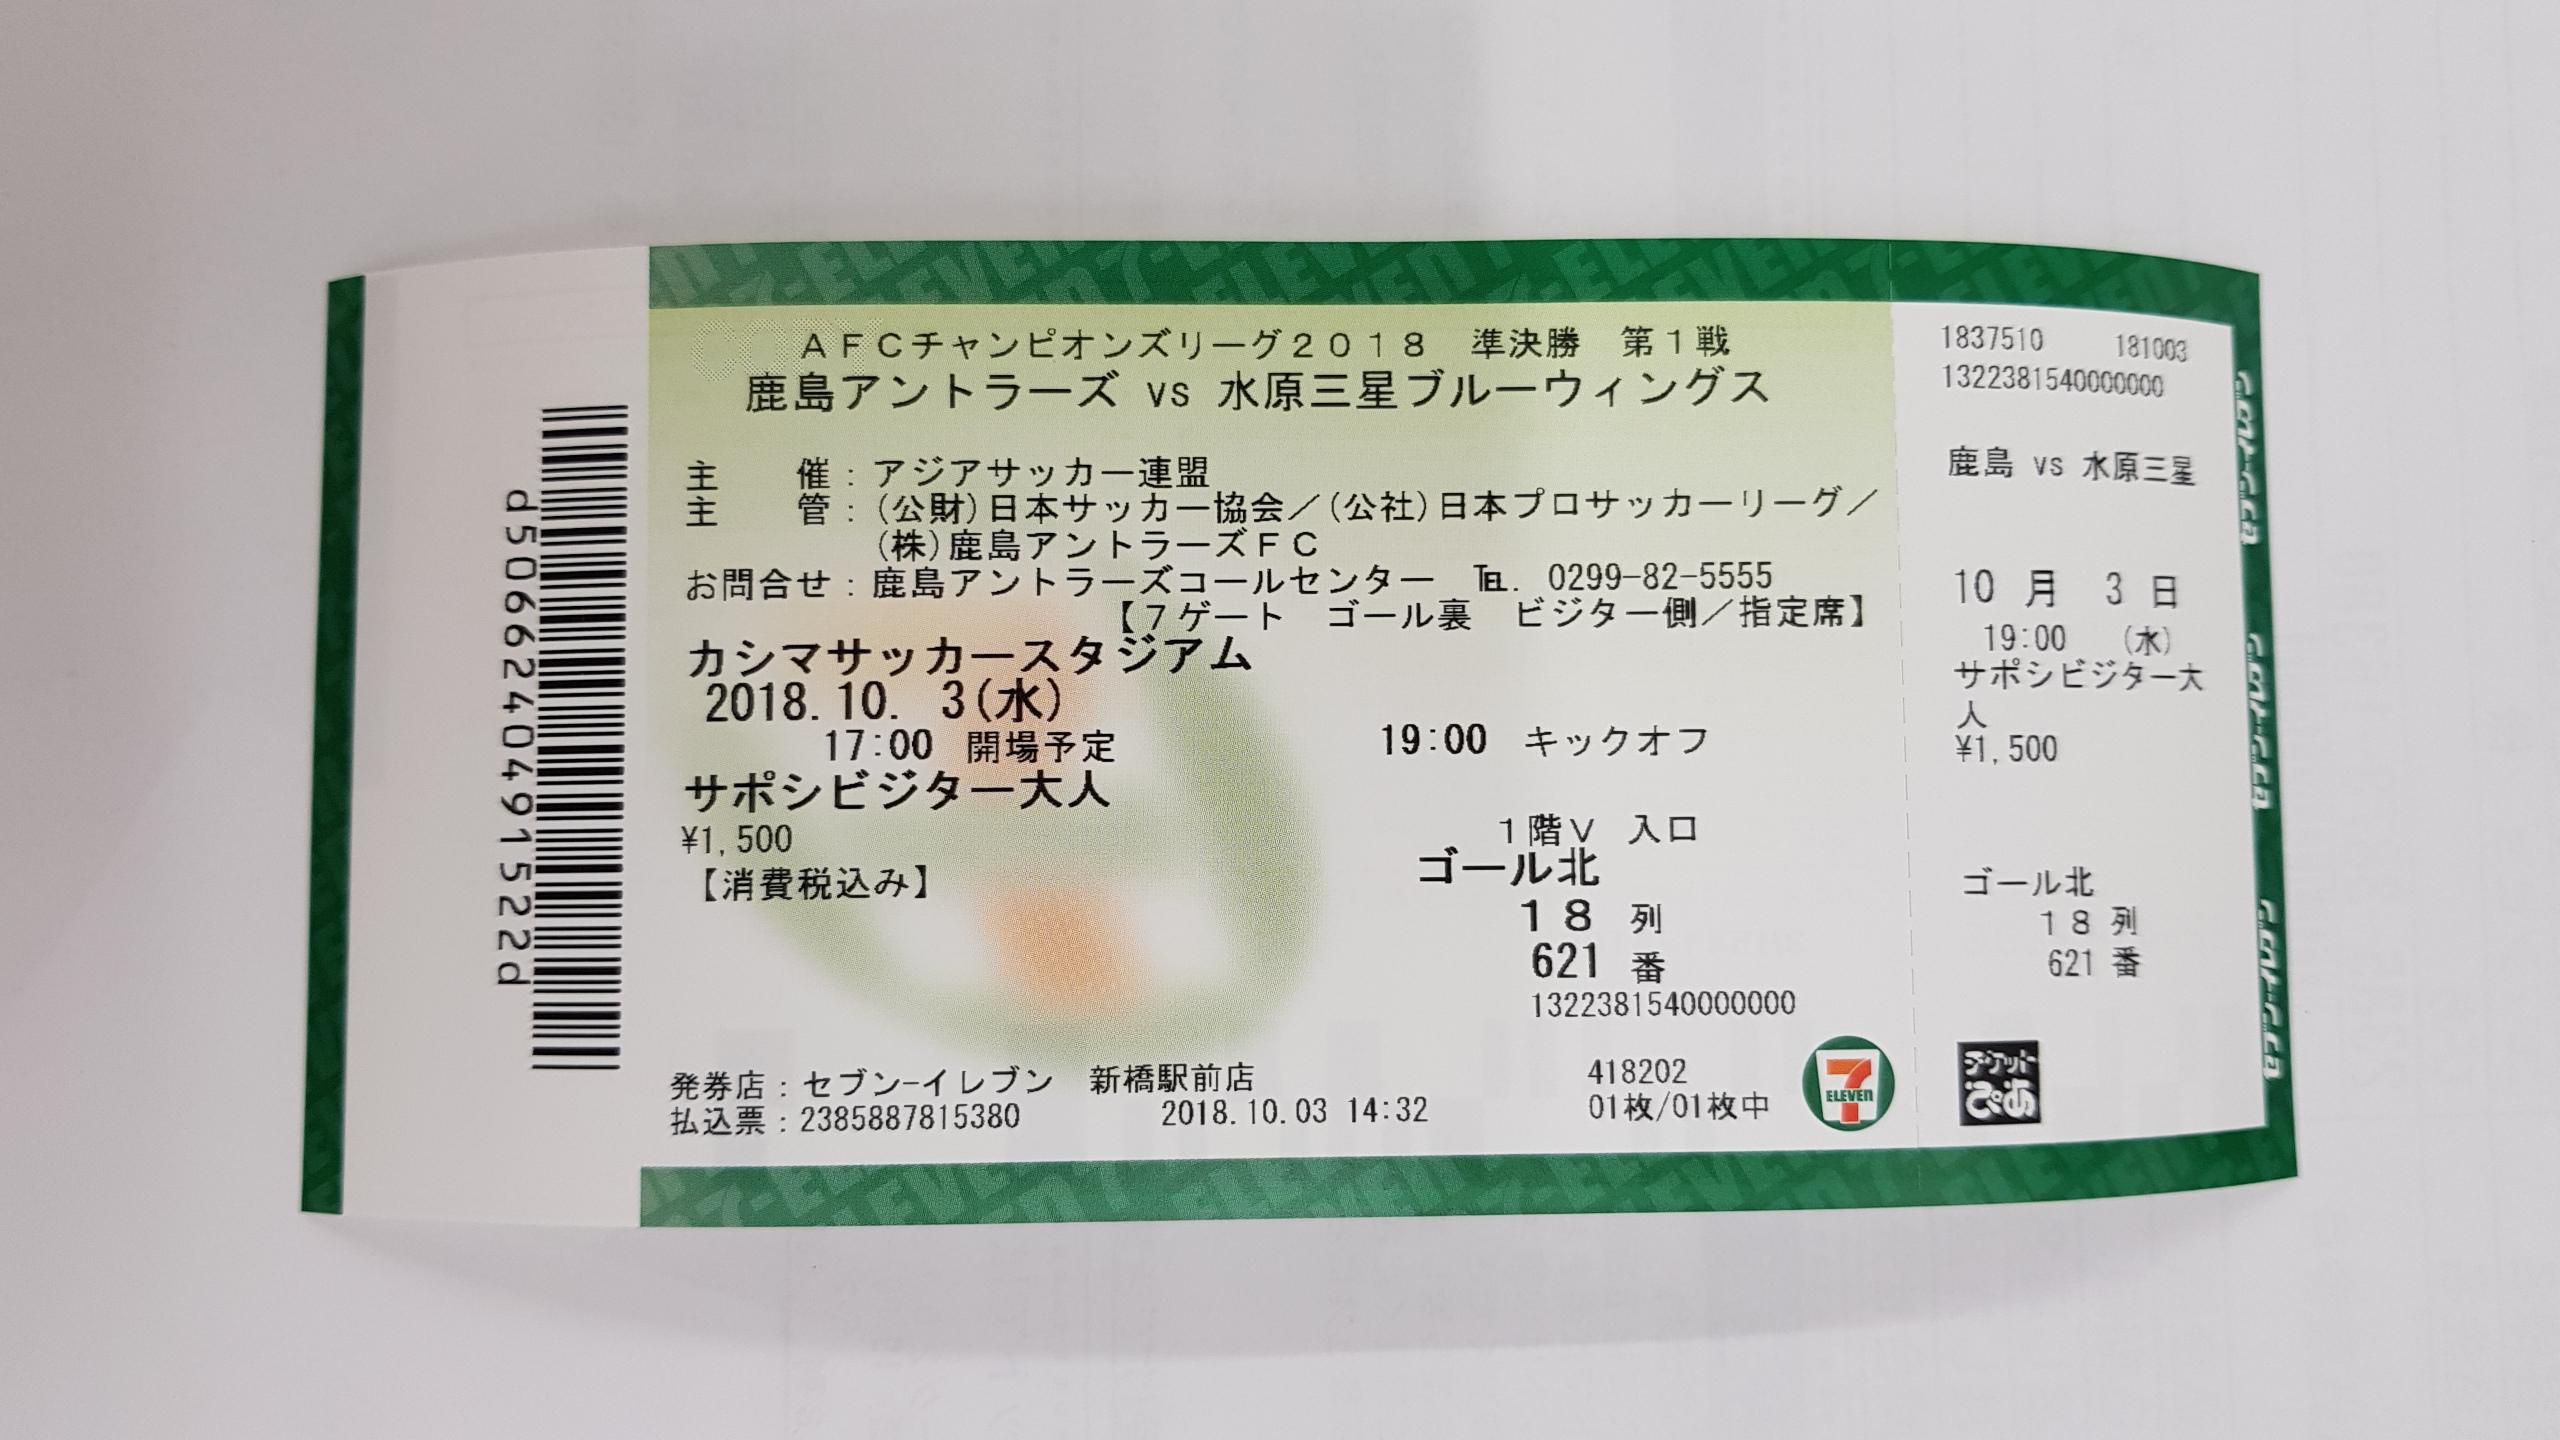 AFCチャンピオンズリーグ2018 準決勝 第1戦
鹿島アントラーズ vs 水原三星ブルーウィングス
主 催:アジアサッカー連盟
主 管:(公財)日本サッカー協会/(公社)日本プロサッカーリーグ/
(株)鹿島アントラーズFC
お問合せ:鹿島アントラーズコールセンター ℡. 0299-82-5555
【7ゲート ゴール裏 ビジター側/指定席】
カシマサッカースタジアム
2018.10. 3(水)
17:00 開場予定 19:00 キックオフ
サポシビジター大人
¥1,500
【消費税込み】
1階V 入口
ゴール北
18 列
621 番
1322381540000000
発券店:セブン-イレブン 新橋駅前店
払込票:2385887815380 2018.10.03 14:32
418202
01枚/01枚中
7
ELEVEN
d506624049152​2d
1837510 181003
1322381540000000
鹿島 vs 水原三星
10 月 3 日
19:00 (水)
サポシビジター大
人
¥1,500
ゴール北
18 列
621 番
チケット
ぴあ